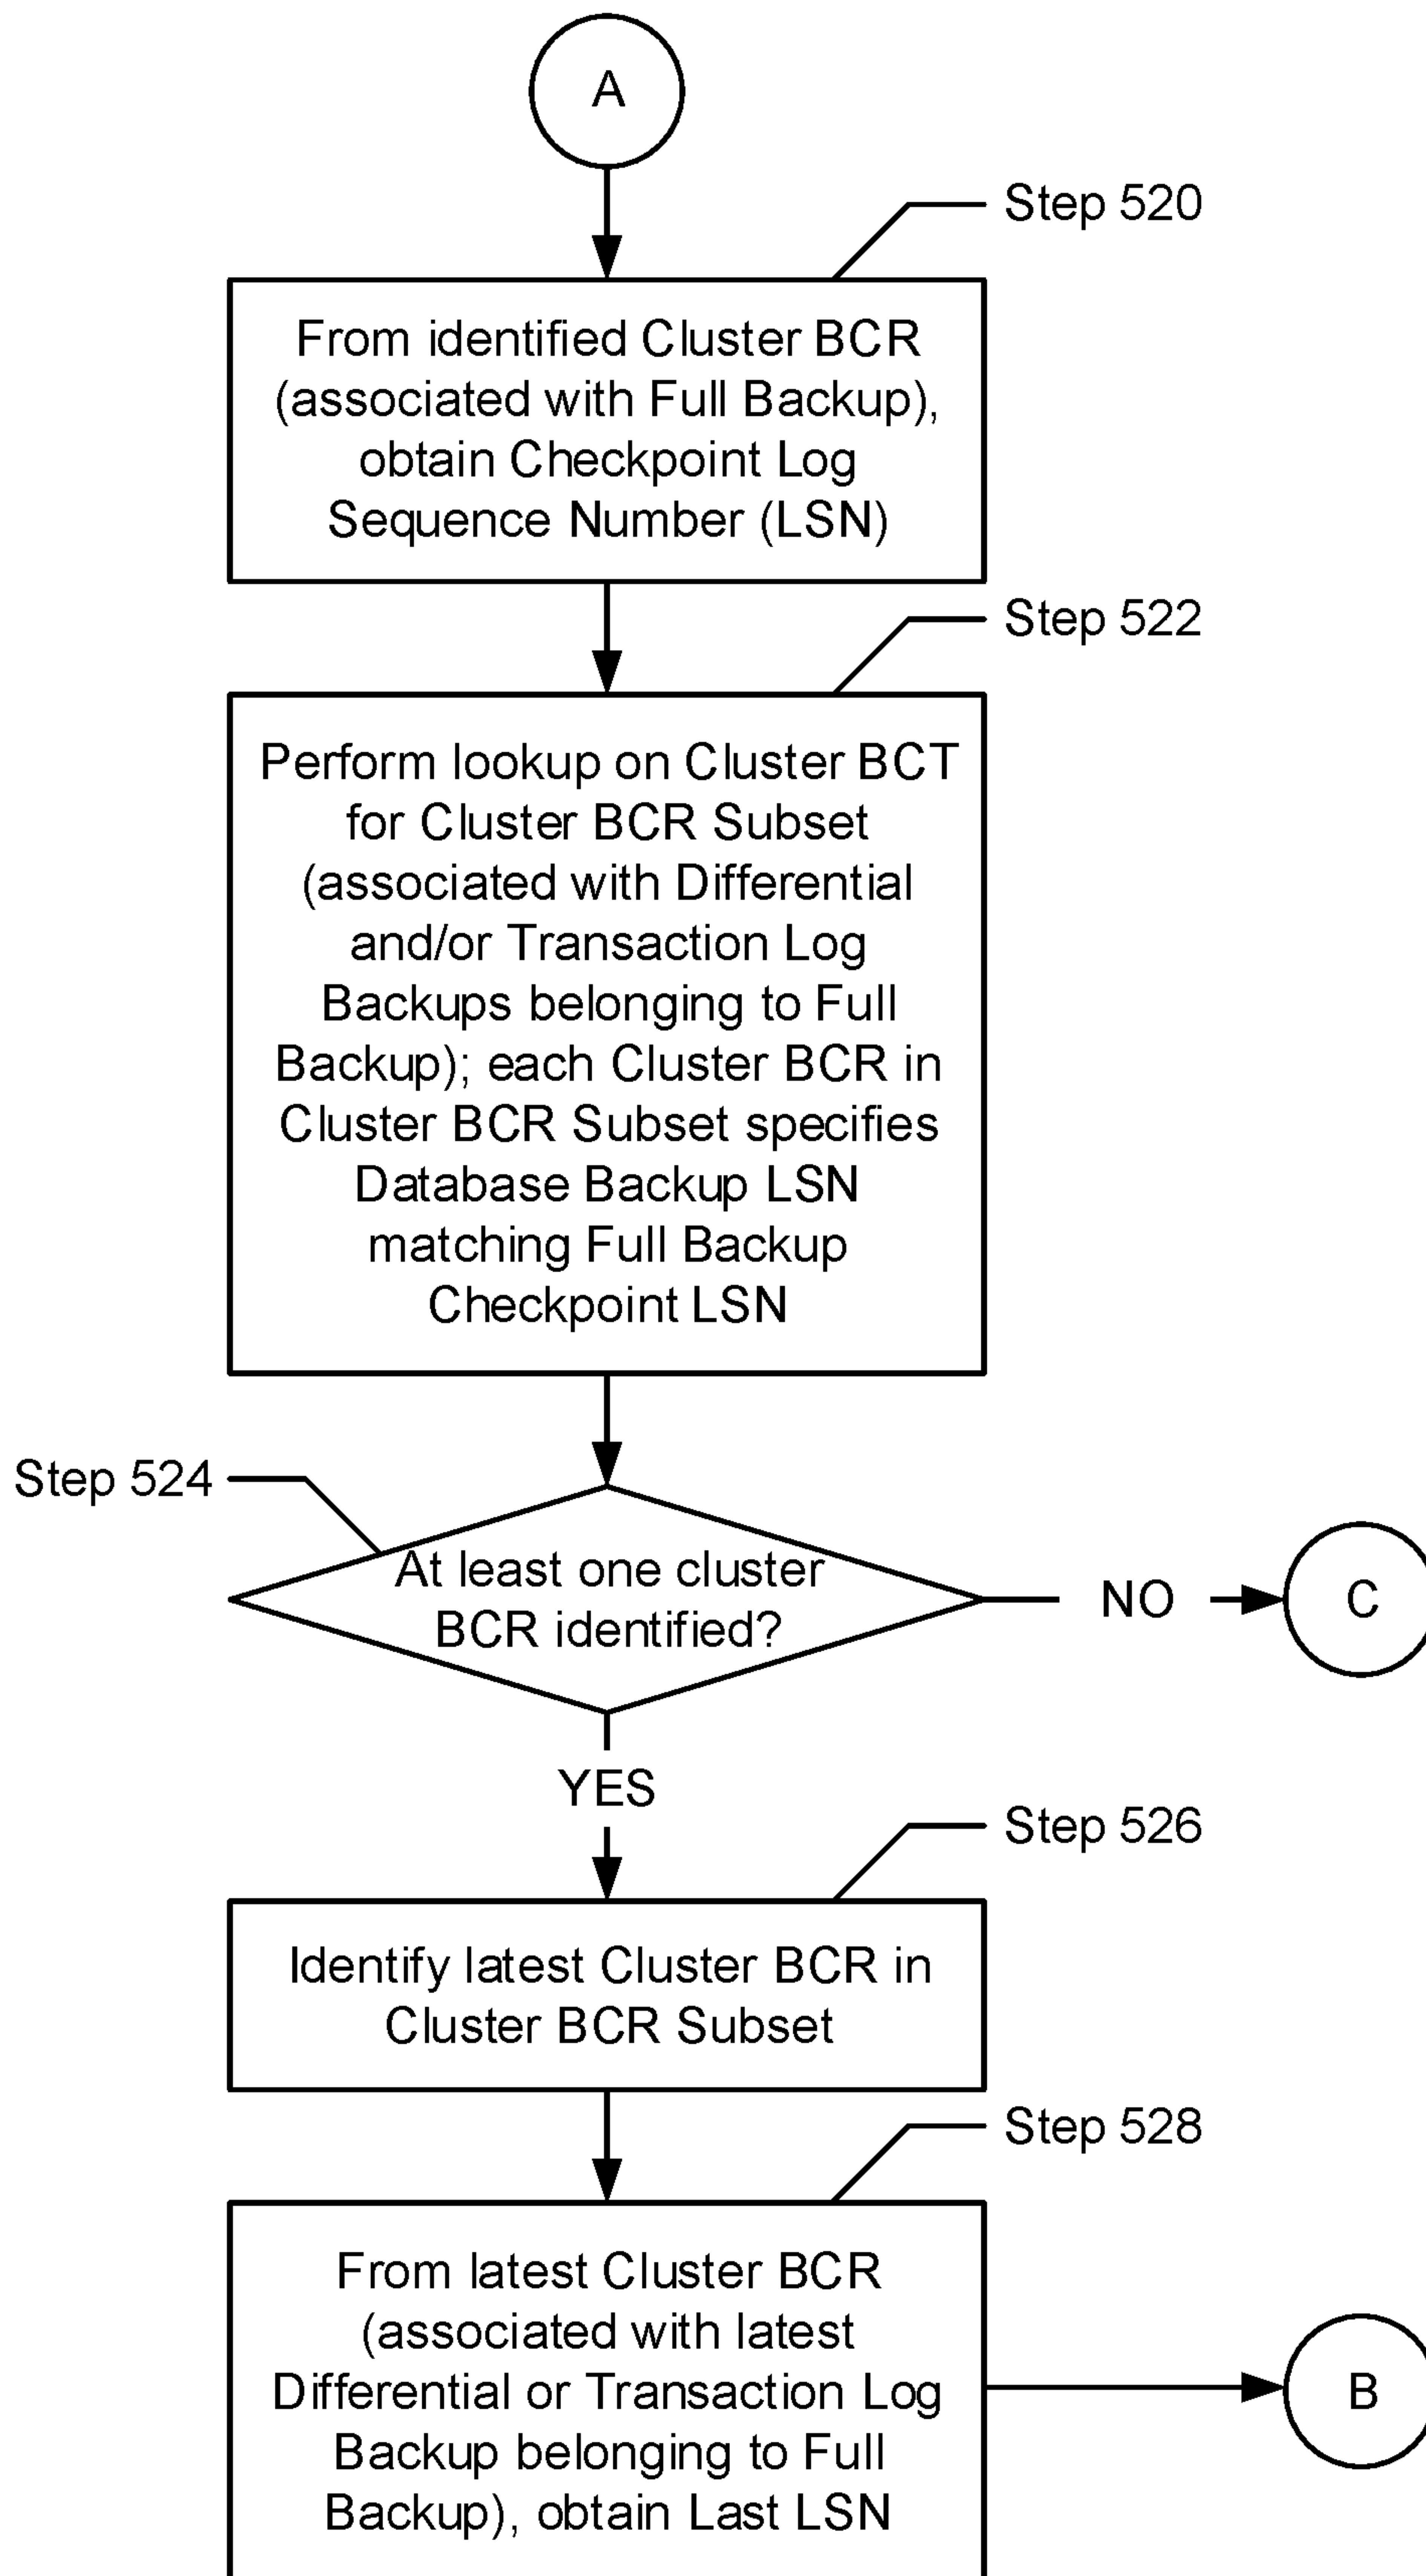 A
Step 520
From identified Cluster BCR
(associated with Full Backup),
obtain Checkpoint Log
Sequence Number (LSN)
Step 522
Perform lookup on Cluster BCT
for Cluster BCR Subset
(associated with Differential
and/or Transaction Log
Backups belonging to Full
Backup); each Cluster BCR in
Cluster BCR Subset specifies
Database Backup LSN
matching Full Backup
Checkpoint LSN
Step 524
At least one cluster
BCR identified?
NO
C
YES
Step 526
Identify latest Cluster BCR in
Cluster BCR Subset
Step 528
From latest Cluster BCR
(associated with latest
Differential or Transaction Log
Backup belonging to Full
Backup), obtain Last LSN
B